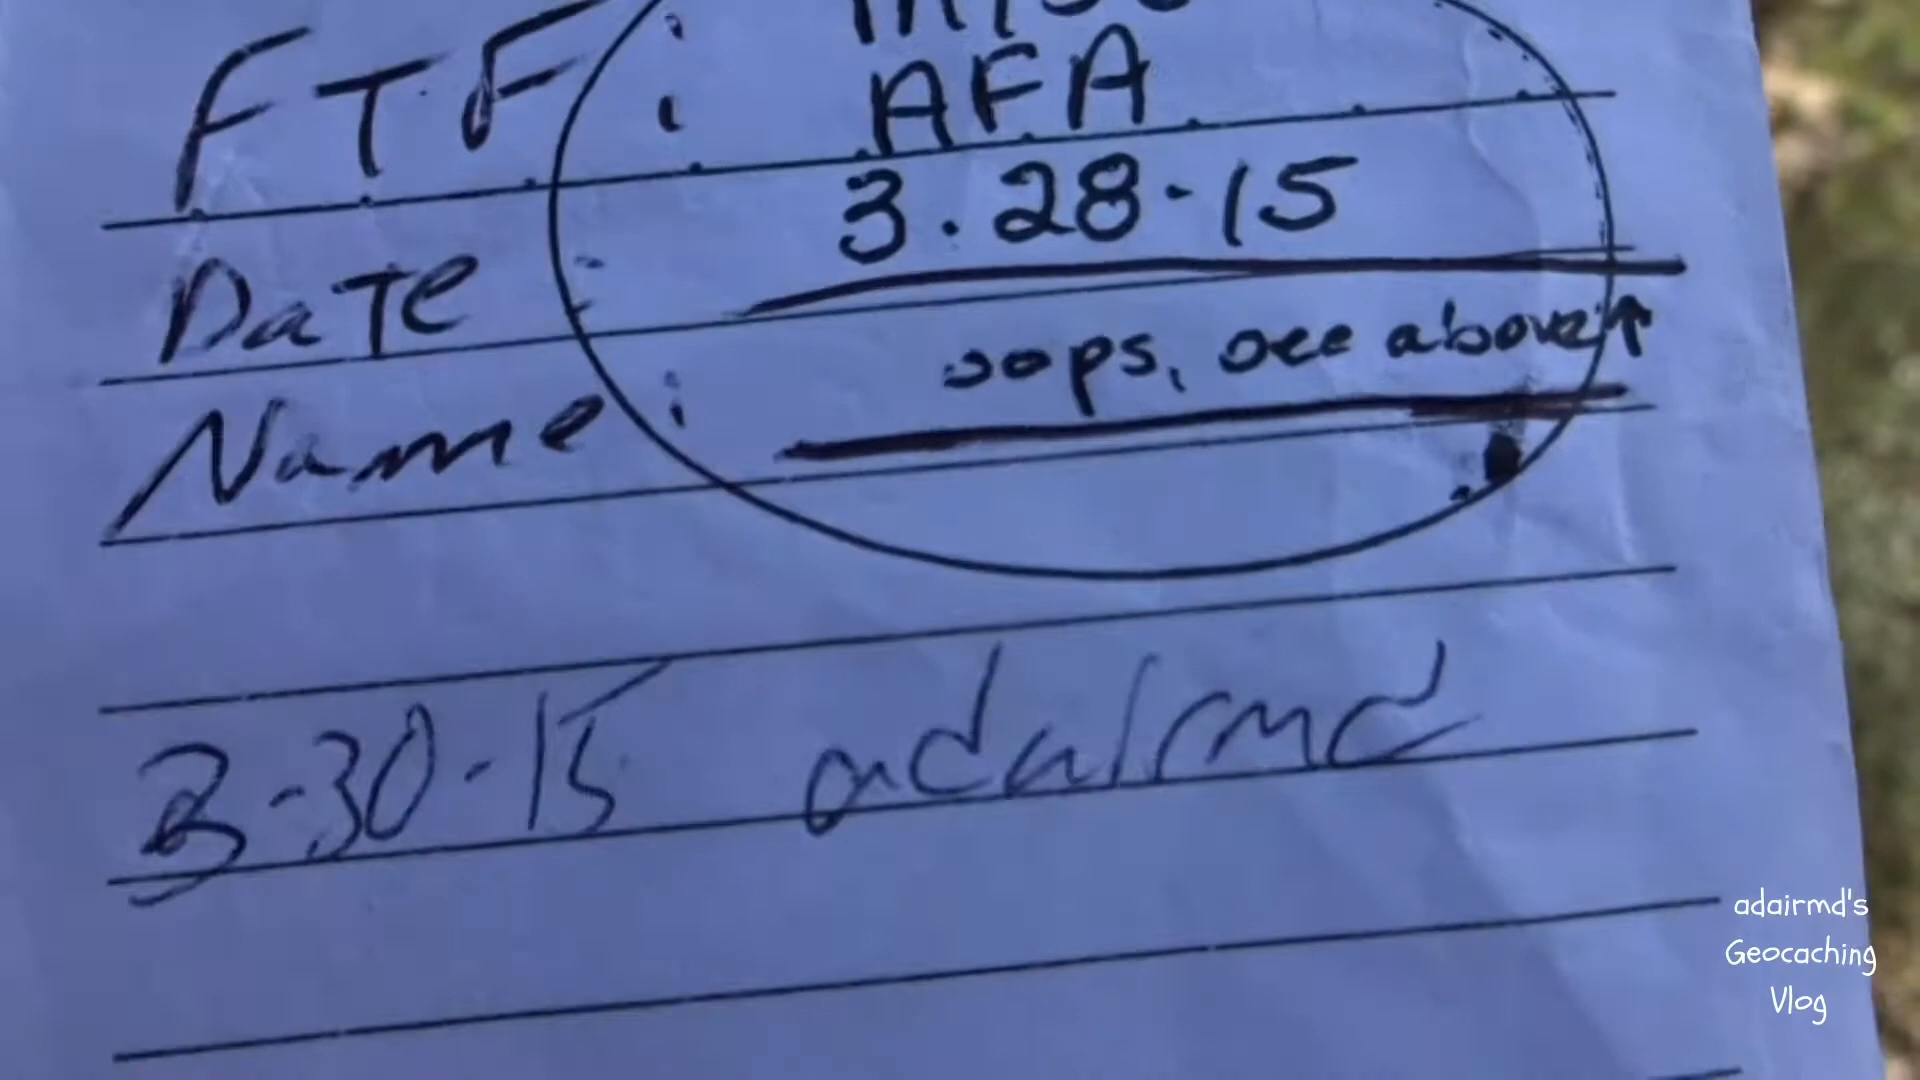 FTF :
AFA
3.28.15
Date :
oops, see above ↑
Name :
3-30-15 adairmd
adairmd's
Geocaching
Vlog